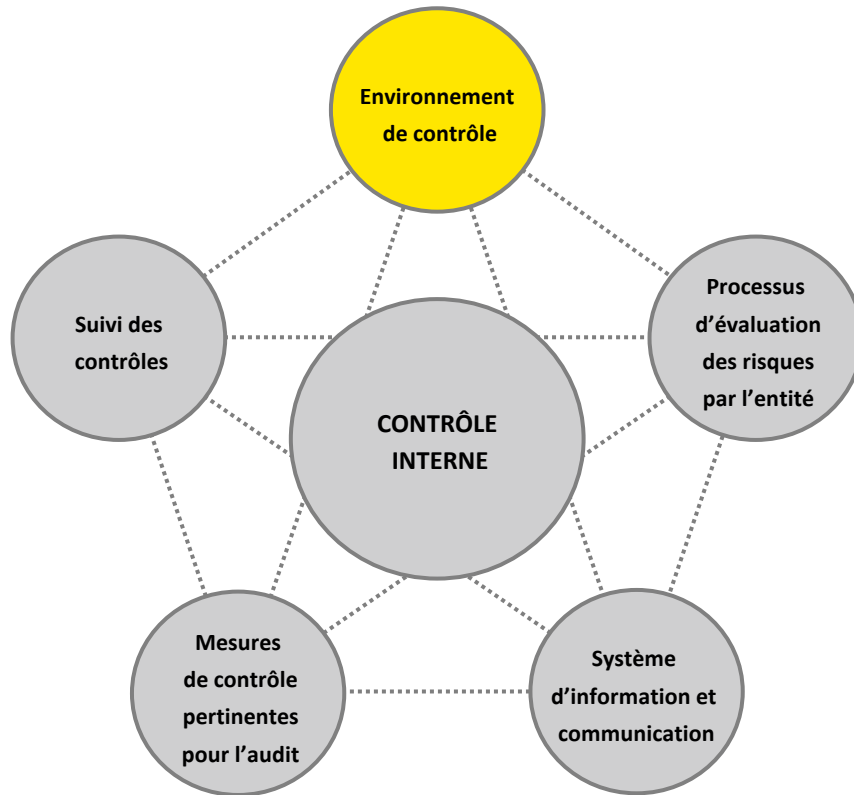 Environnement
de contrôle
Suivi des
contrôles
Processus
d’évaluation
des risques
par l’entité
CONTRÔLE
INTERNE
Mesures
de contrôle
pertinentes
pour l’audit
Système
d’information et
communication